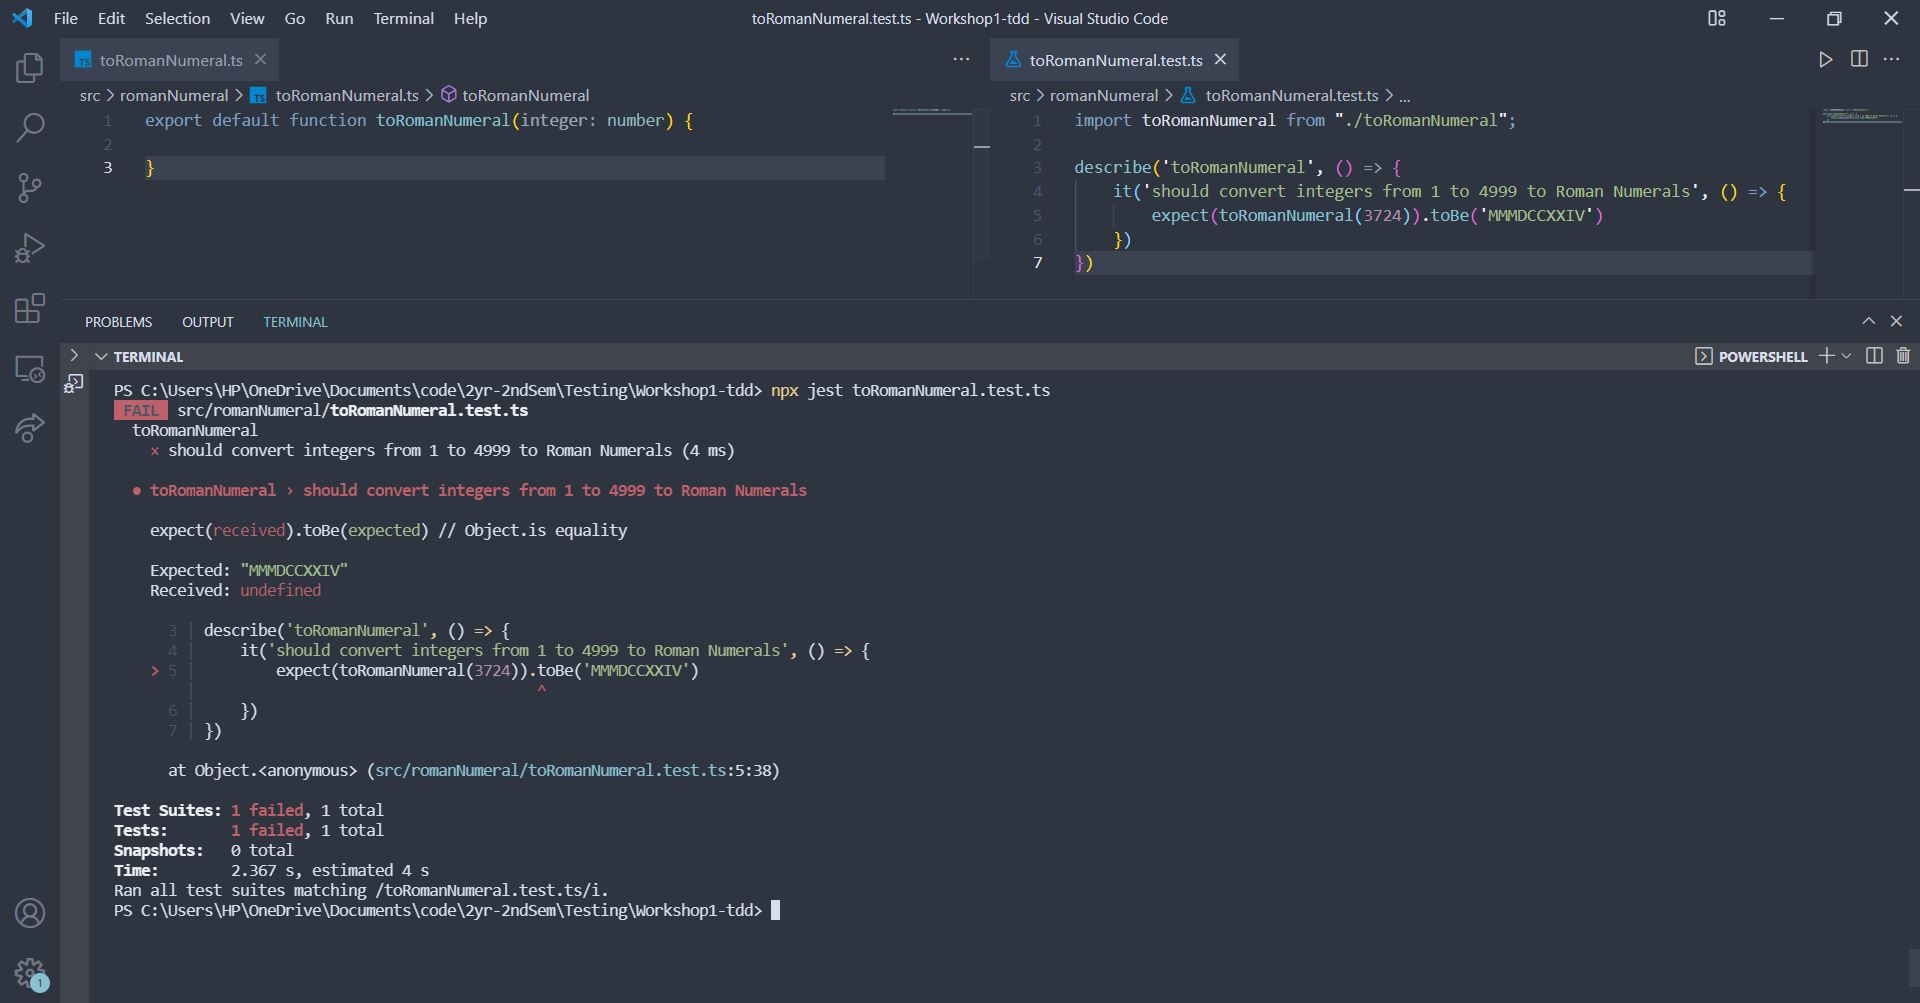 File Edit Selection View Go Run Terminal Help
toRomanNumeral.test.ts - Workshop1-tdd - Visual Studio Code
TS toRomanNumeral.ts
src > romanNumeral > TS toRomanNumeral.ts > toRomanNumeral
1 export default function toRomanNumeral(integer: number) {
2
3 }
toRomanNumeral.test.ts
src > romanNumeral > toRomanNumeral.test.ts > ...
1 import toRomanNumeral from "./toRomanNumeral";
2
3 describe('toRomanNumeral', () => {
4 it('should convert integers from 1 to 4999 to Roman Numerals', () => {
5 expect(toRomanNumeral(3724)).toBe('MMMDCCXXIV')
6 })
7 })
PROBLEMS OUTPUT TERMINAL
TERMINAL
POWERSHELL
PS C:\Users\HP\OneDrive\Documents\code\2yr-2ndSem\Testing\Workshop1-tdd> npx jest toRomanNumeral.test.ts
FAIL src/romanNumeral/toRomanNumeral.test.ts
toRomanNumeral
× should convert integers from 1 to 4999 to Roman Numerals (4 ms)
● toRomanNumeral › should convert integers from 1 to 4999 to Roman Numerals
expect(received).toBe(expected) // Object.is equality
Expected: "MMMDCCXXIV"
Received: undefined
3 | describe('toRomanNumeral', () => {
4 | it('should convert integers from 1 to 4999 to Roman Numerals', () => {
> 5 | expect(toRomanNumeral(3724)).toBe('MMMDCCXXIV')
| ^
6 | })
7 | })
at Object.<anonymous> (src/romanNumeral/toRomanNumeral.test.ts:5:38)
Test Suites: 1 failed, 1 total
Tests: 1 failed, 1 total
Snapshots: 0 total
Time: 2.367 s, estimated 4 s
Ran all test suites matching /toRomanNumeral.test.ts/i.
PS C:\Users\HP\OneDrive\Documents\code\2yr-2ndSem\Testing\Workshop1-tdd>
1